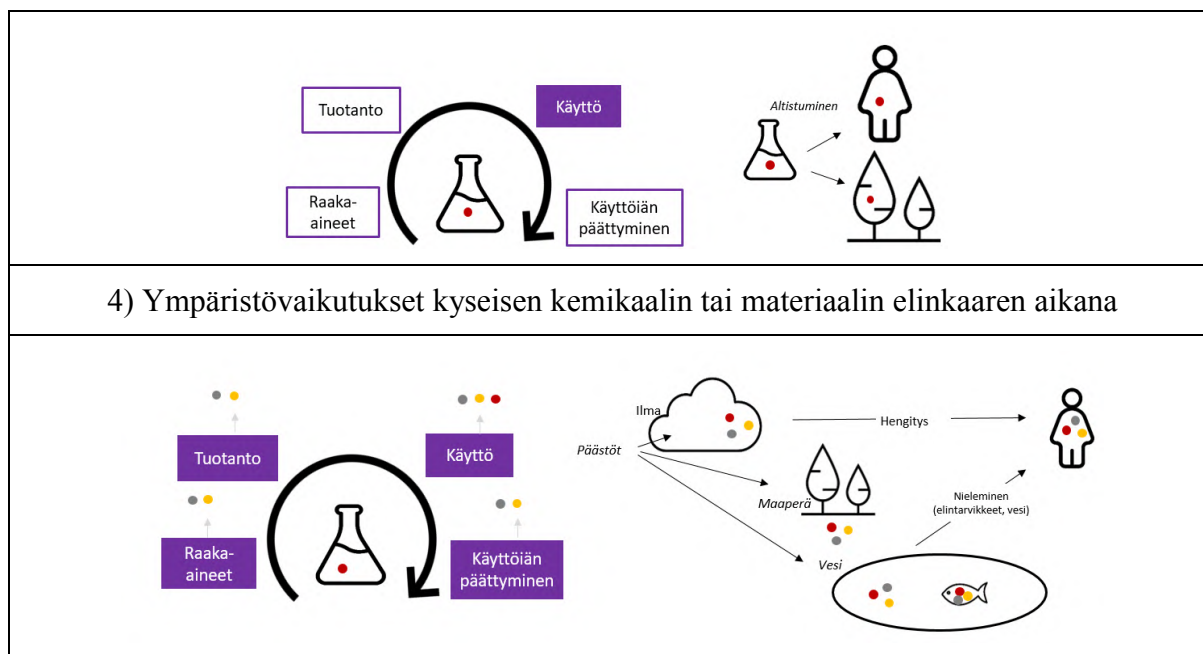 Tuotanto
Käyttö
Raaka-
aineet
Käyttöiän
päättyminen
Altistuminen
4) Ympäristövaikutukset kyseisen kemikaalin tai materiaalin elinkaaren aikana
Tuotanto
Käyttö
Raaka-
aineet
Käyttöiän
päättyminen
Ilma
Päästöt
Hengitys
Maaperä
Nieleminen
(elintarvikkeet, vesi)
Vesi